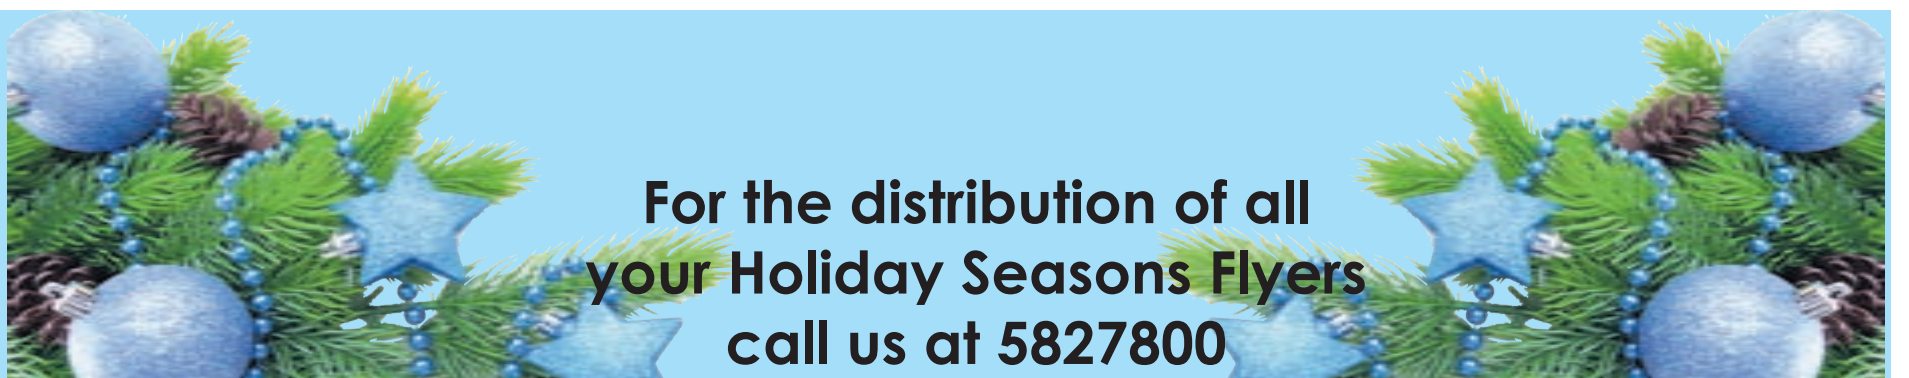 For the distribution of all
your Holiday Seasons Flyers
call us at 5827800